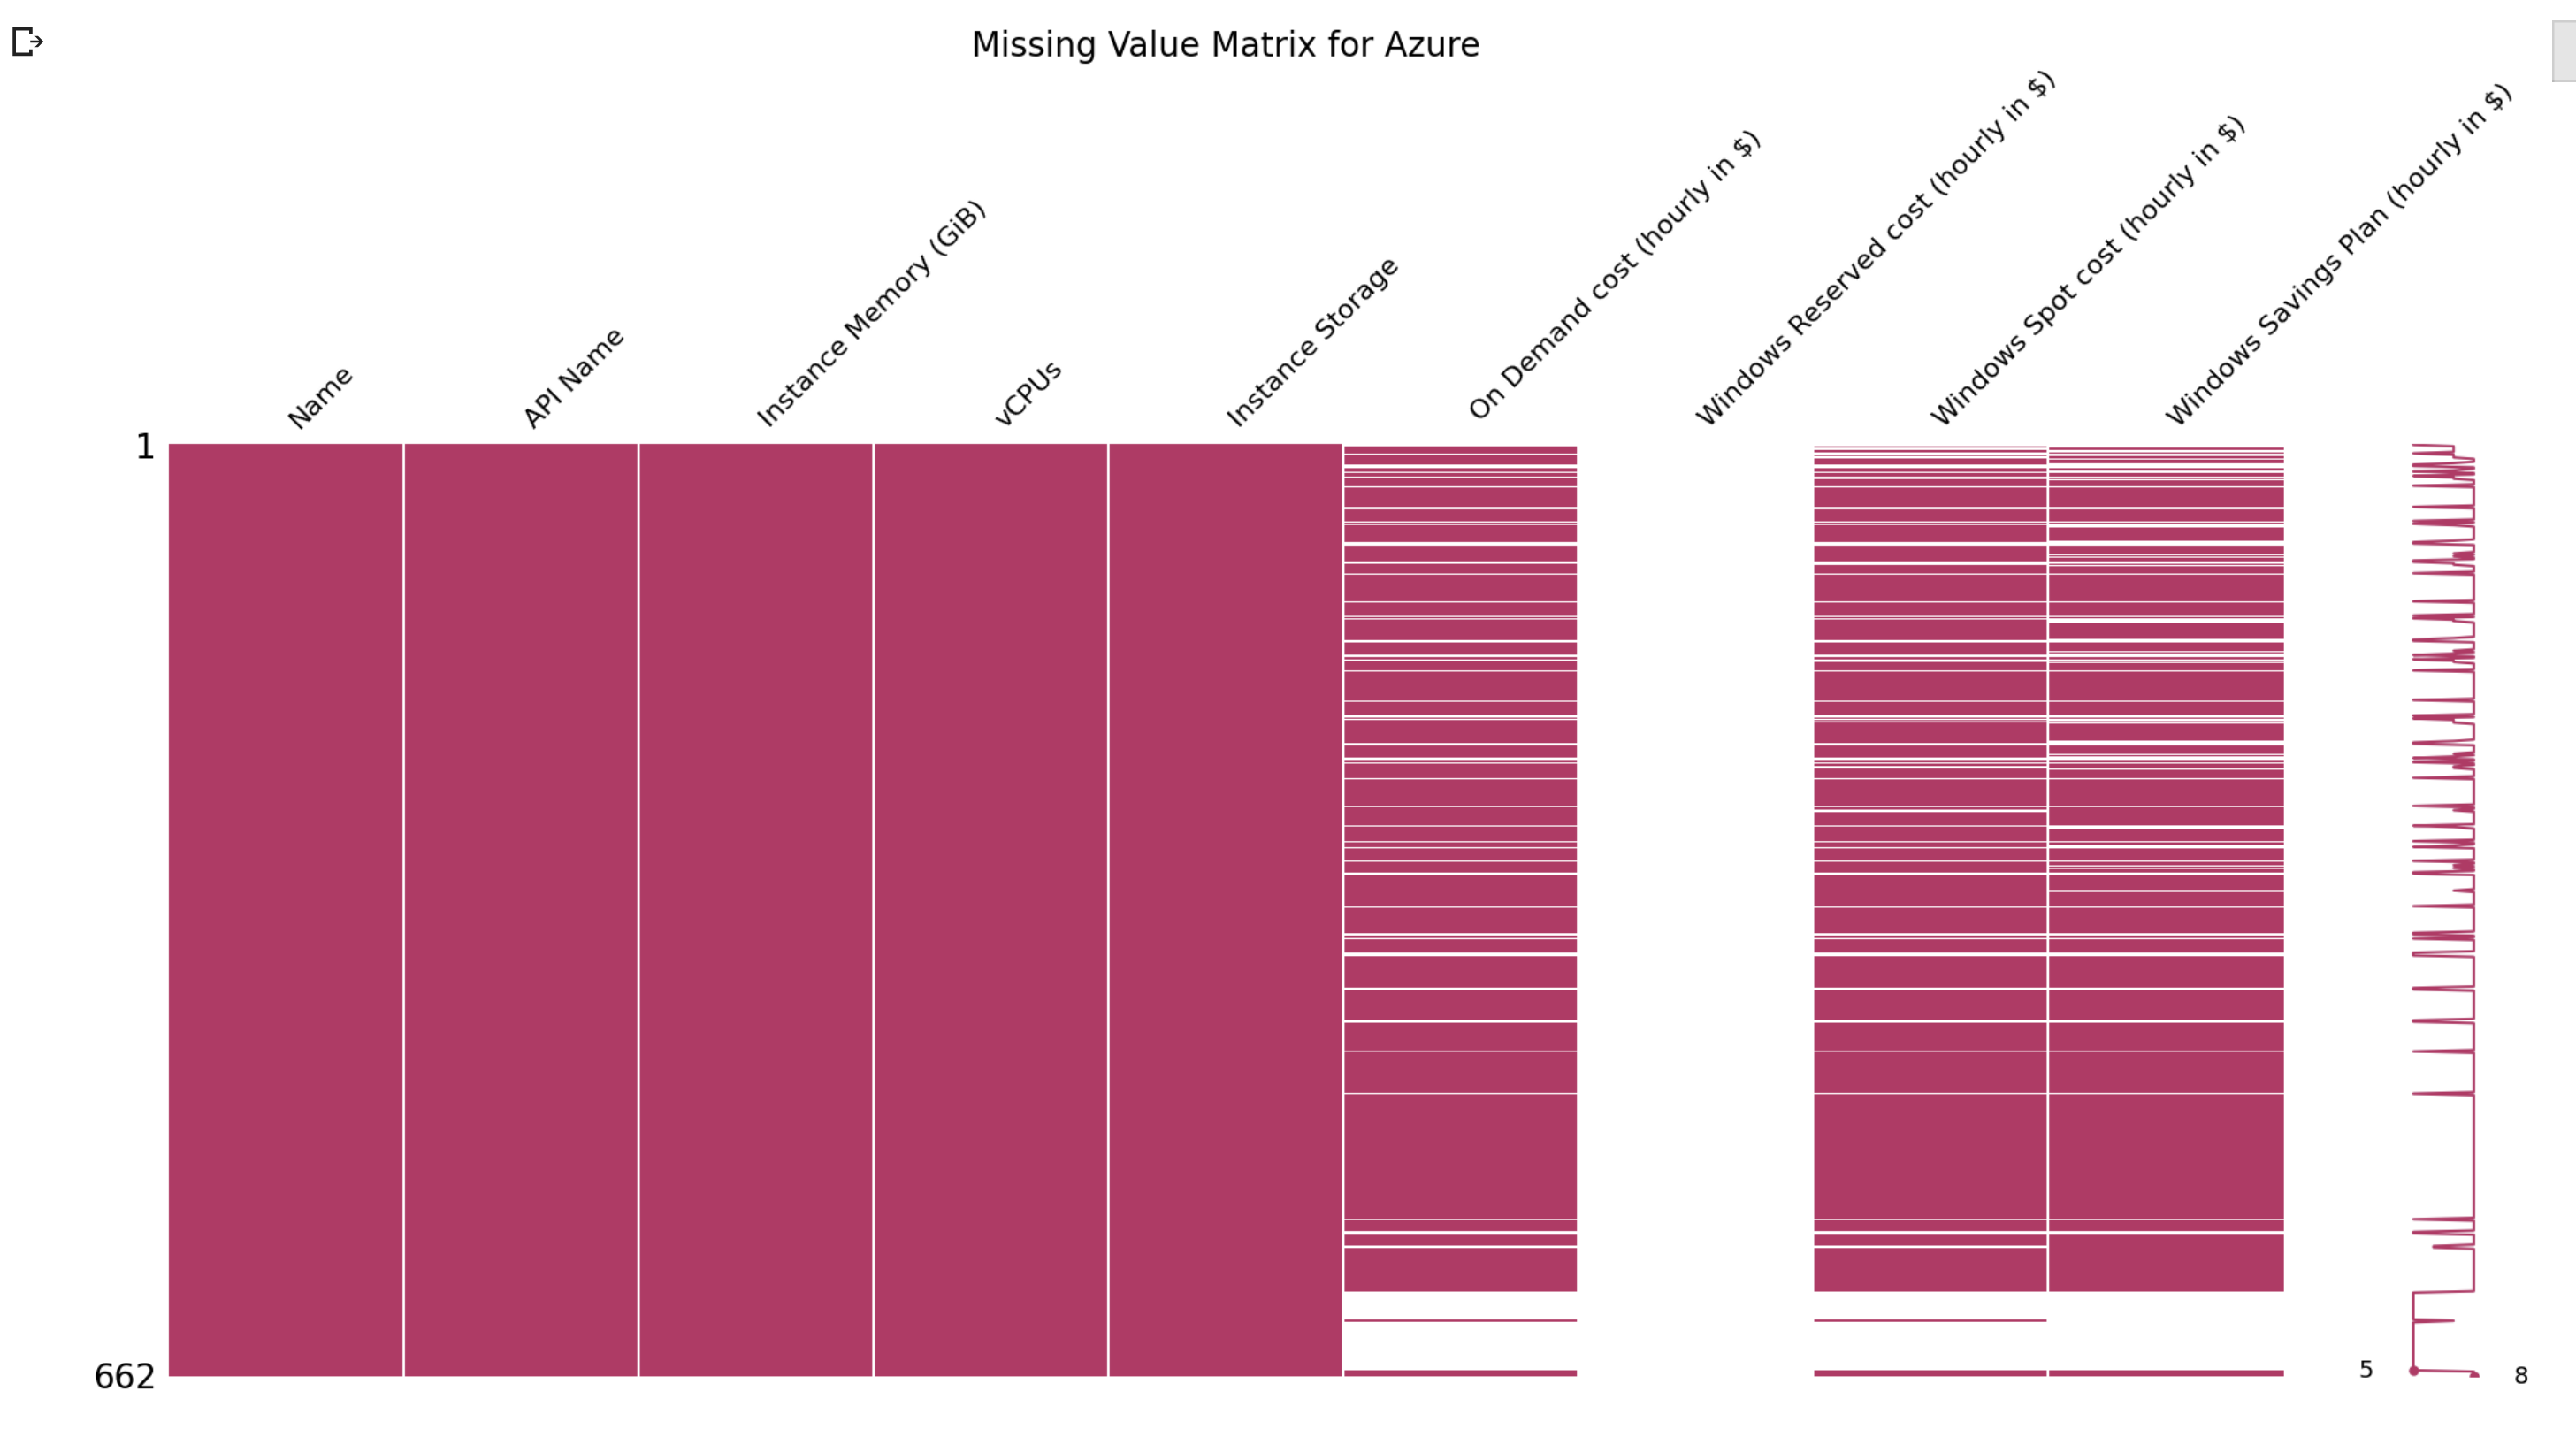 Missing Value Matrix for Azure
Name
API Name
Instance Memory (GiB)
vCPUs
Instance Storage
On Demand cost (hourly in $)
Windows Reserved cost (hourly in $)
Windows Spot cost (hourly in $)
Windows Savings Plan (hourly in $)
1
662
5
8